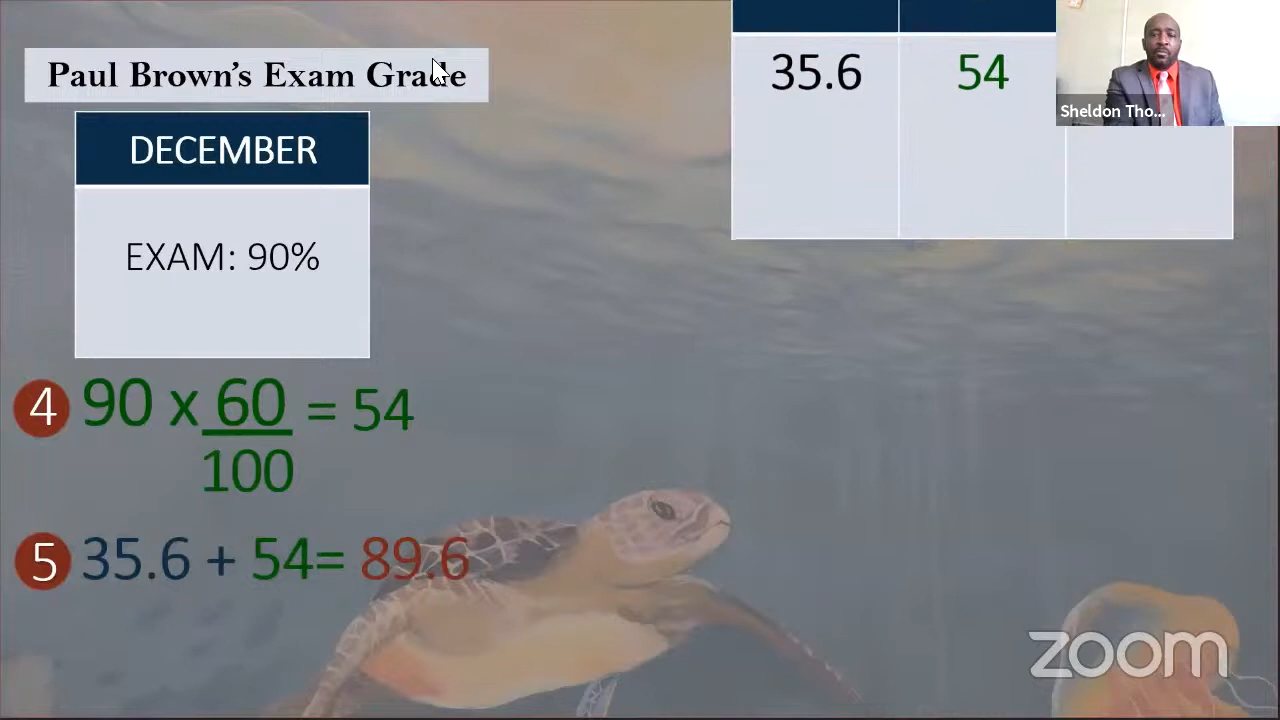 Paul Brown's Exam Grade
DECEMBER
EXAM: 90%
35.6 54
Sheldon Tho...
4 90 x 60 = 54
100
5 35.6 + 54= 89.6
zoom